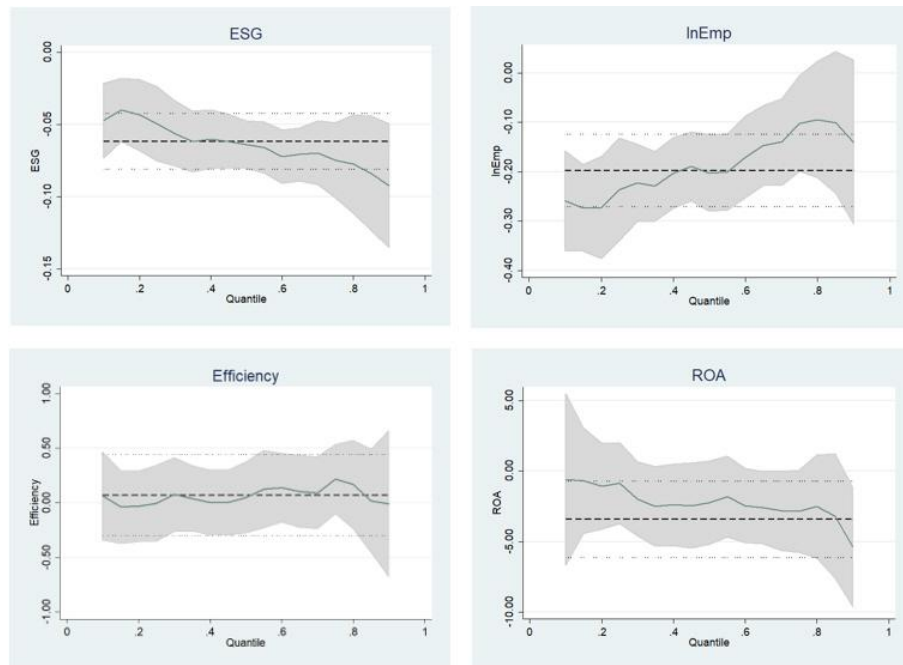 ESG
0.00
-0.05
-0.10
-0.15
ESG
0 .2 .4 .6 .8 1
Quantile
lnEmp
0.00
-0.10
-0.20
-0.30
-0.40
lnEmp
0 .2 .4 .6 .8 1
Quantile
Efficiency
1.00
0.50
0.00
-0.50
-1.00
Efficiency
0 .2 .4 .6 .8 1
Quantile
ROA
5.00
0.00
-5.00
-10.00
ROA
0 .2 .4 .6 .8 1
Quantile